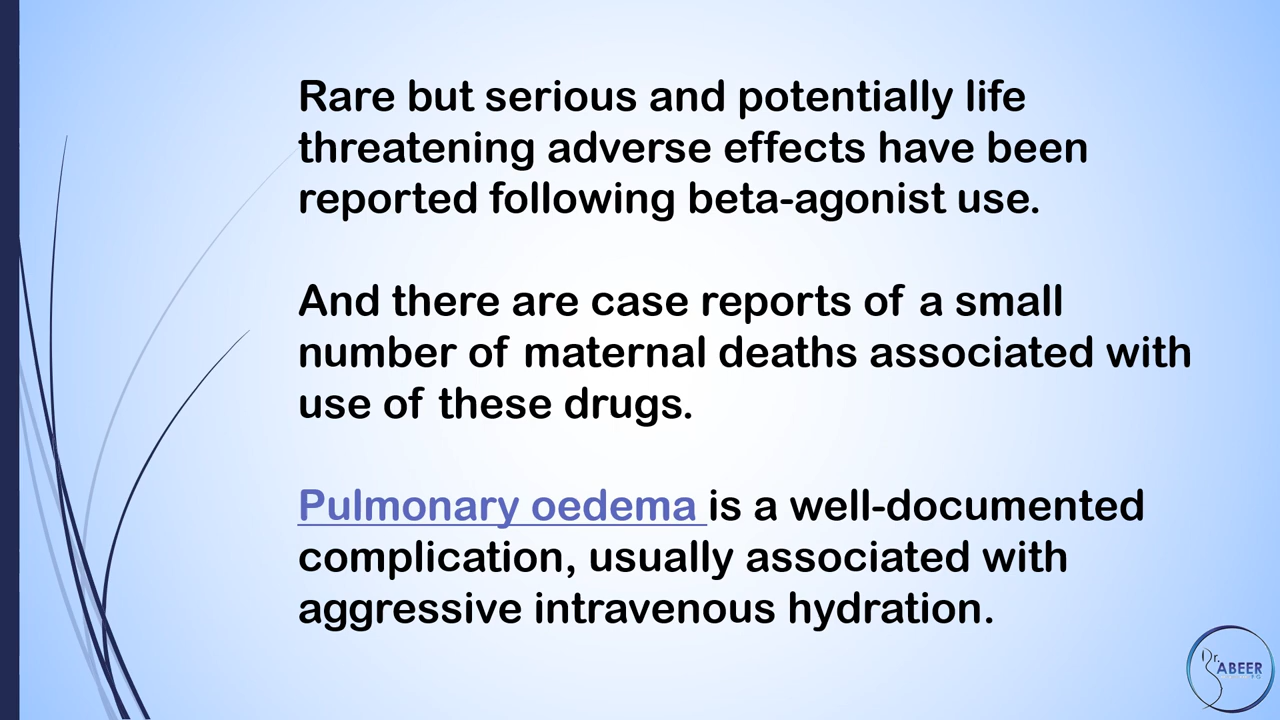 Rare but serious and potentially life
threatening adverse effects have been
reported following beta-agonist use.
And there are case reports of a small
number of maternal deaths associated with
use of these drugs.
Pulmonary oedema is a well-documented
complication, usually associated with
aggressive intravenous hydration.
Dr.
ABEER